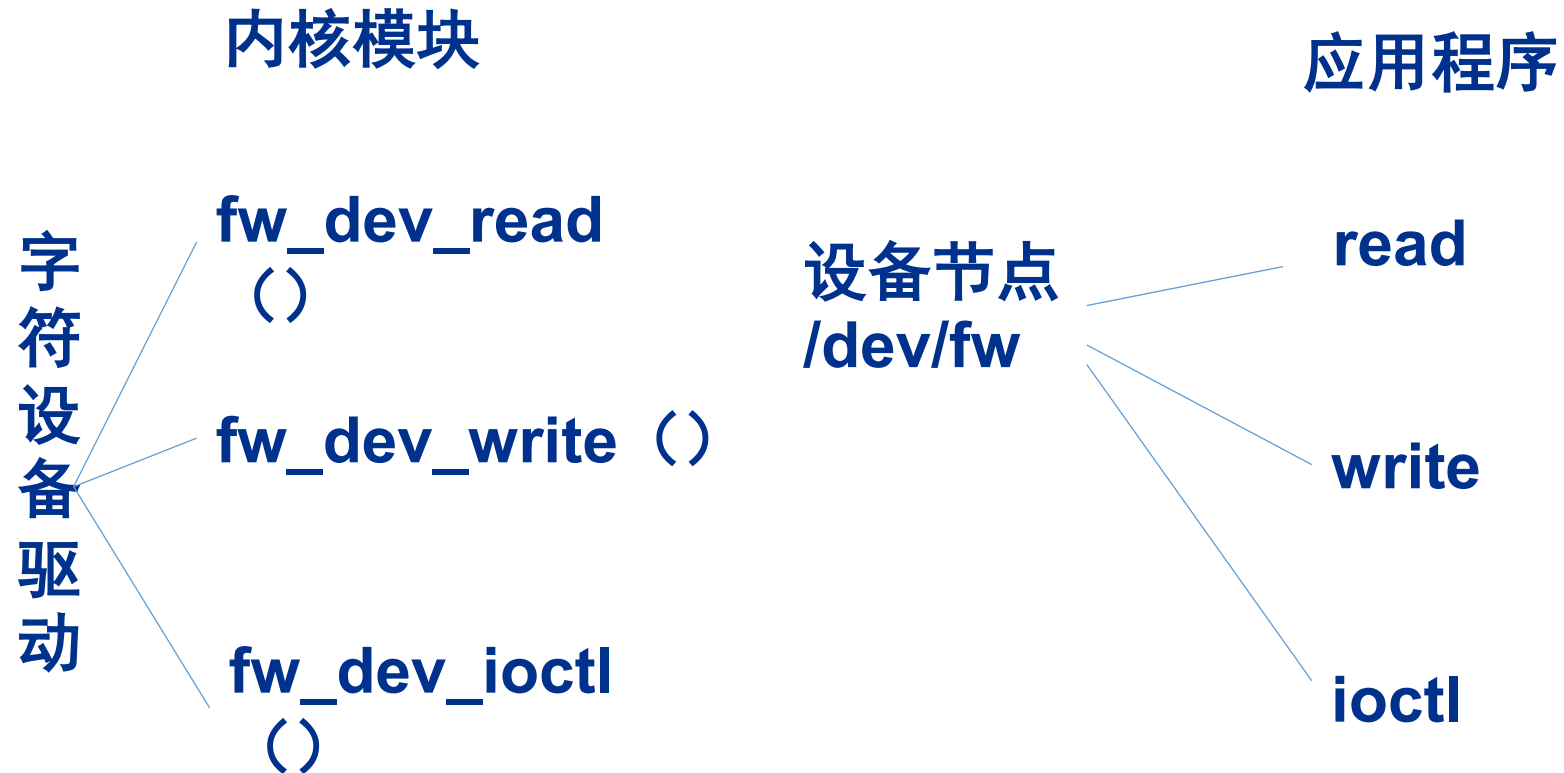 内核模块
应用程序
字符设备驱动
fw_dev_read
（）
fw_dev_write（）
fw_dev_ioctl
（）
设备节点
/dev/fw
read
write
ioctl